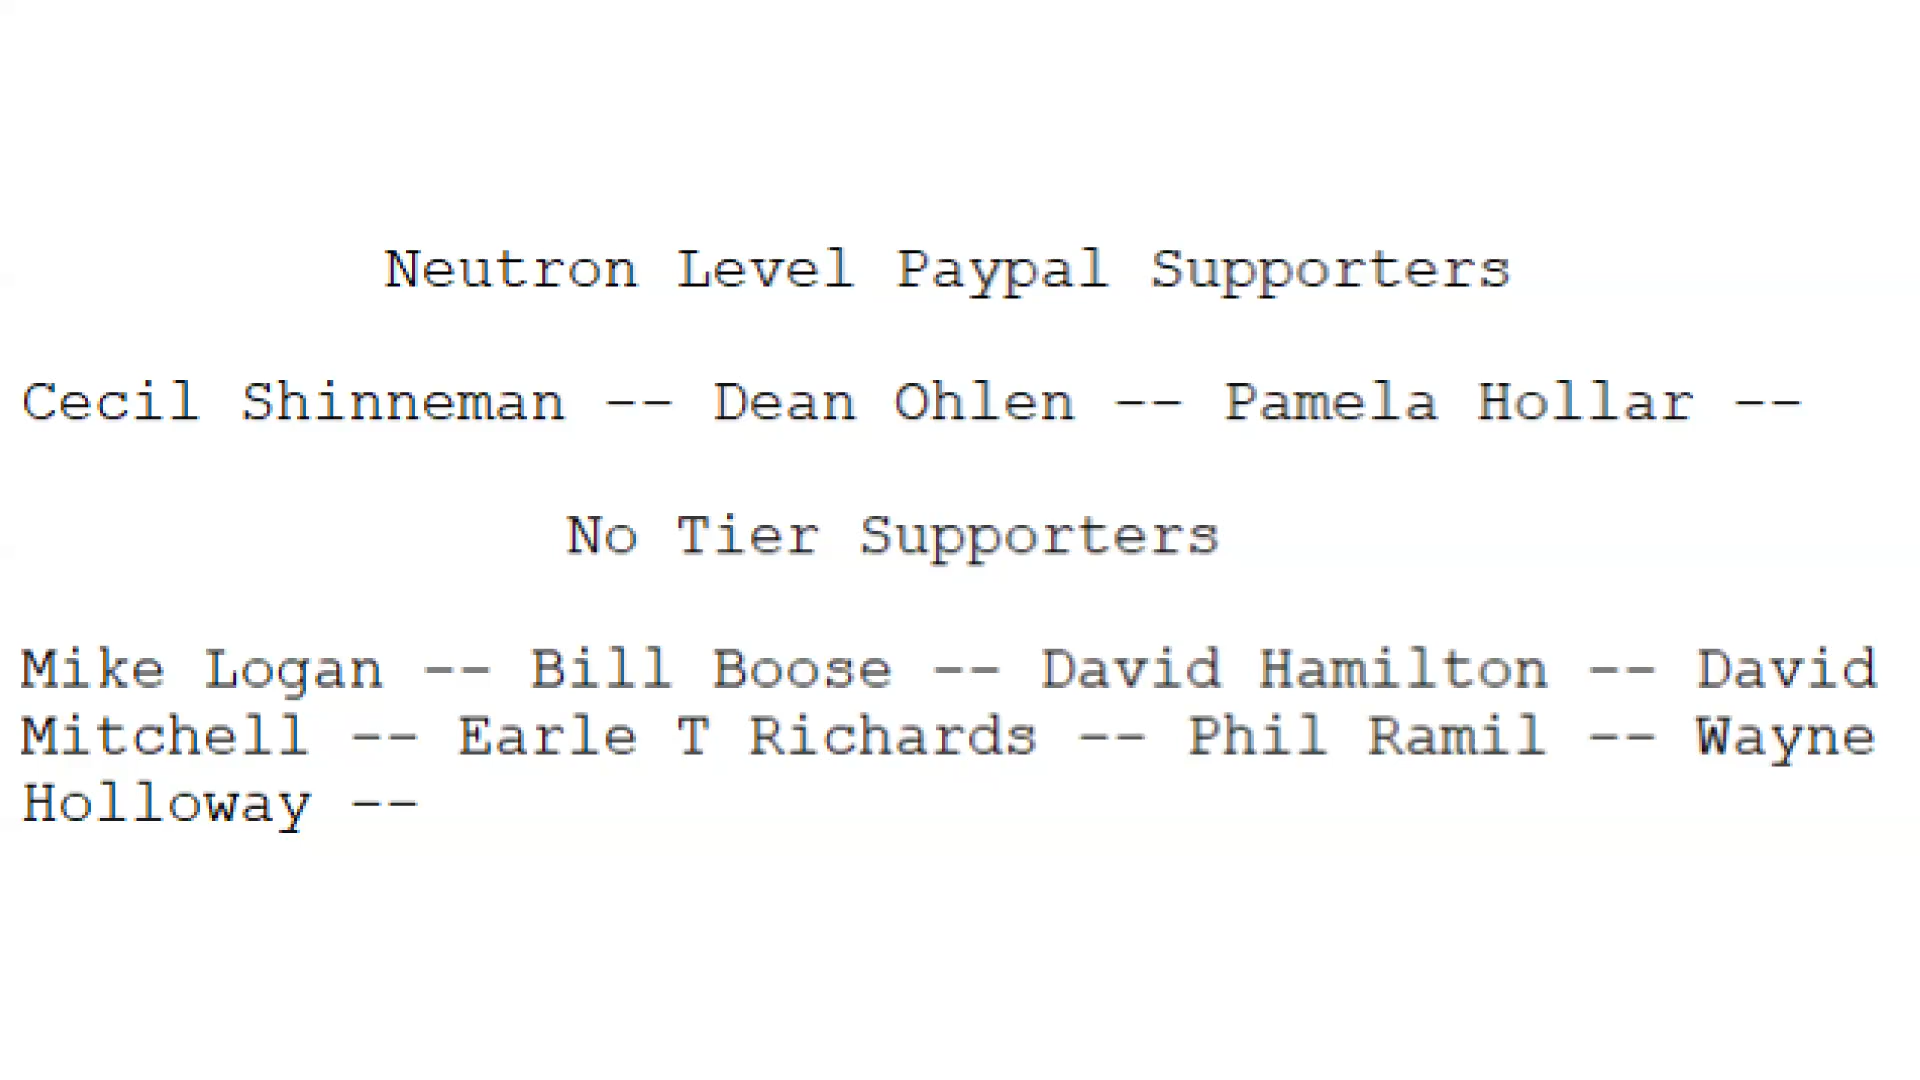 Neutron Level Paypal Supporters
Cecil Shinneman -- Dean Ohlen -- Pamela Hollar --
No Tier Supporters
Mike Logan -- Bill Boose -- David Hamilton -- David
Mitchell -- Earle T Richards -- Phil Ramil -- Wayne
Holloway --